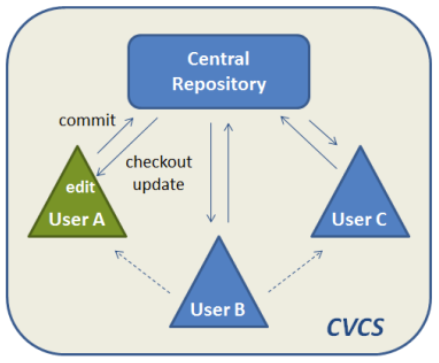 Central
Repository
commit
checkout
update
edit
User A
User C
User B
CVCS